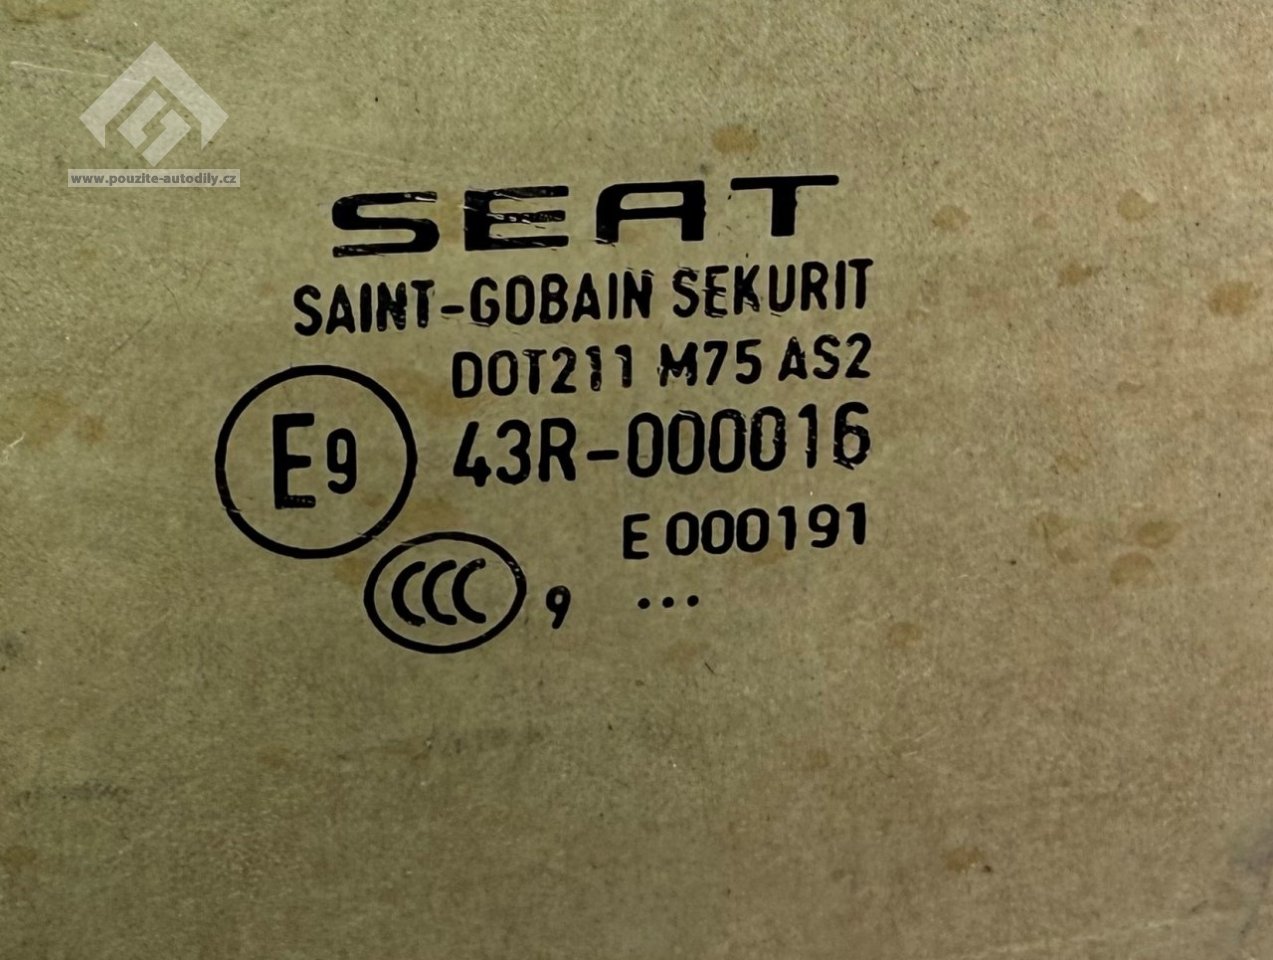 www.pouzite-autodily.cz
SEAT
SAINT-GOBAIN SEKURIT
DOT211 M75 AS2
E9 43R-000016
E 000191
CCC 9 ...